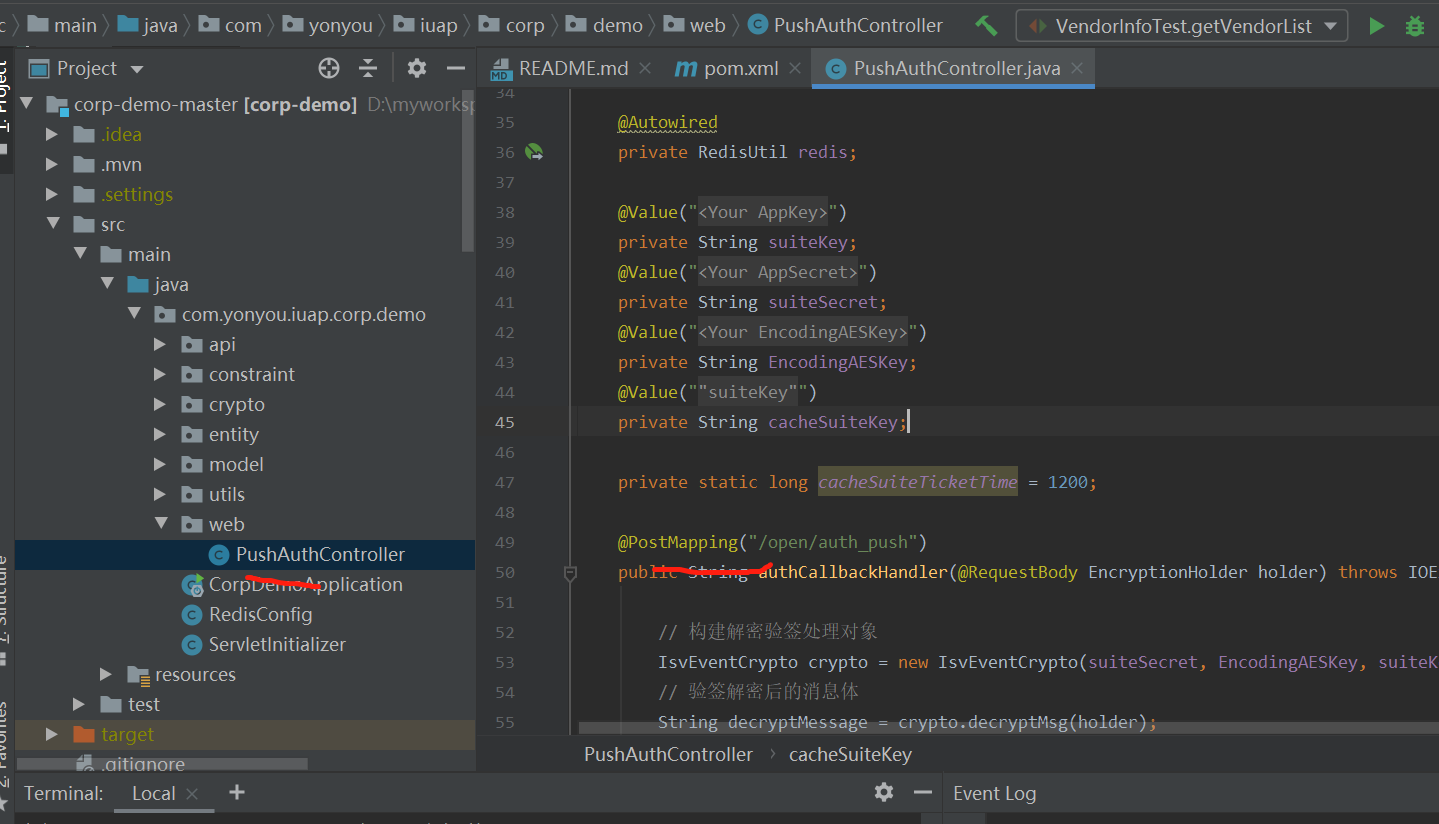 main java com yonyou iuap corp demo web PushAuthController VendorInfoTest.getVendorList
Project
README.md pom.xml PushAuthController.java
corp-demo-master [corp-demo] D:\myworksp
.idea
.mvn
.settings
src
main
java
com.yonyou.iuap.corp.demo
api
constraint
crypto
entity
model
utils
web
PushAuthController
CorpDemoApplication
RedisConfig
ServletInitializer
resources
test
target
.gitignore
34
35 @Autowired
36 private RedisUtil redis;
37
38 @Value("<Your AppKey>")
39 private String suiteKey;
40 @Value("<Your AppSecret>")
41 private String suiteSecret;
42 @Value("<Your EncodingAESKey>")
43 private String EncodingAESKey;
44 @Value(""suiteKey"")
45 private String cacheSuiteKey;
46
47 private static long cacheSuiteTicketTime = 1200;
48
49 @PostMapping("/open/auth_push")
50 public String authCallbackHandler(@RequestBody EncryptionHolder holder) throws IOE
51
52 // 构建解密验签处理对象
53 IsvEventCrypto crypto = new IsvEventCrypto(suiteSecret, EncodingAESKey, suiteK
54 // 验签解密后的消息体
55 String decryptMessage = crypto.decryptMsg(holder);
PushAuthController cacheSuiteKey
1: Project
7: Structure
2: Favorites
Terminal: Local
Event Log